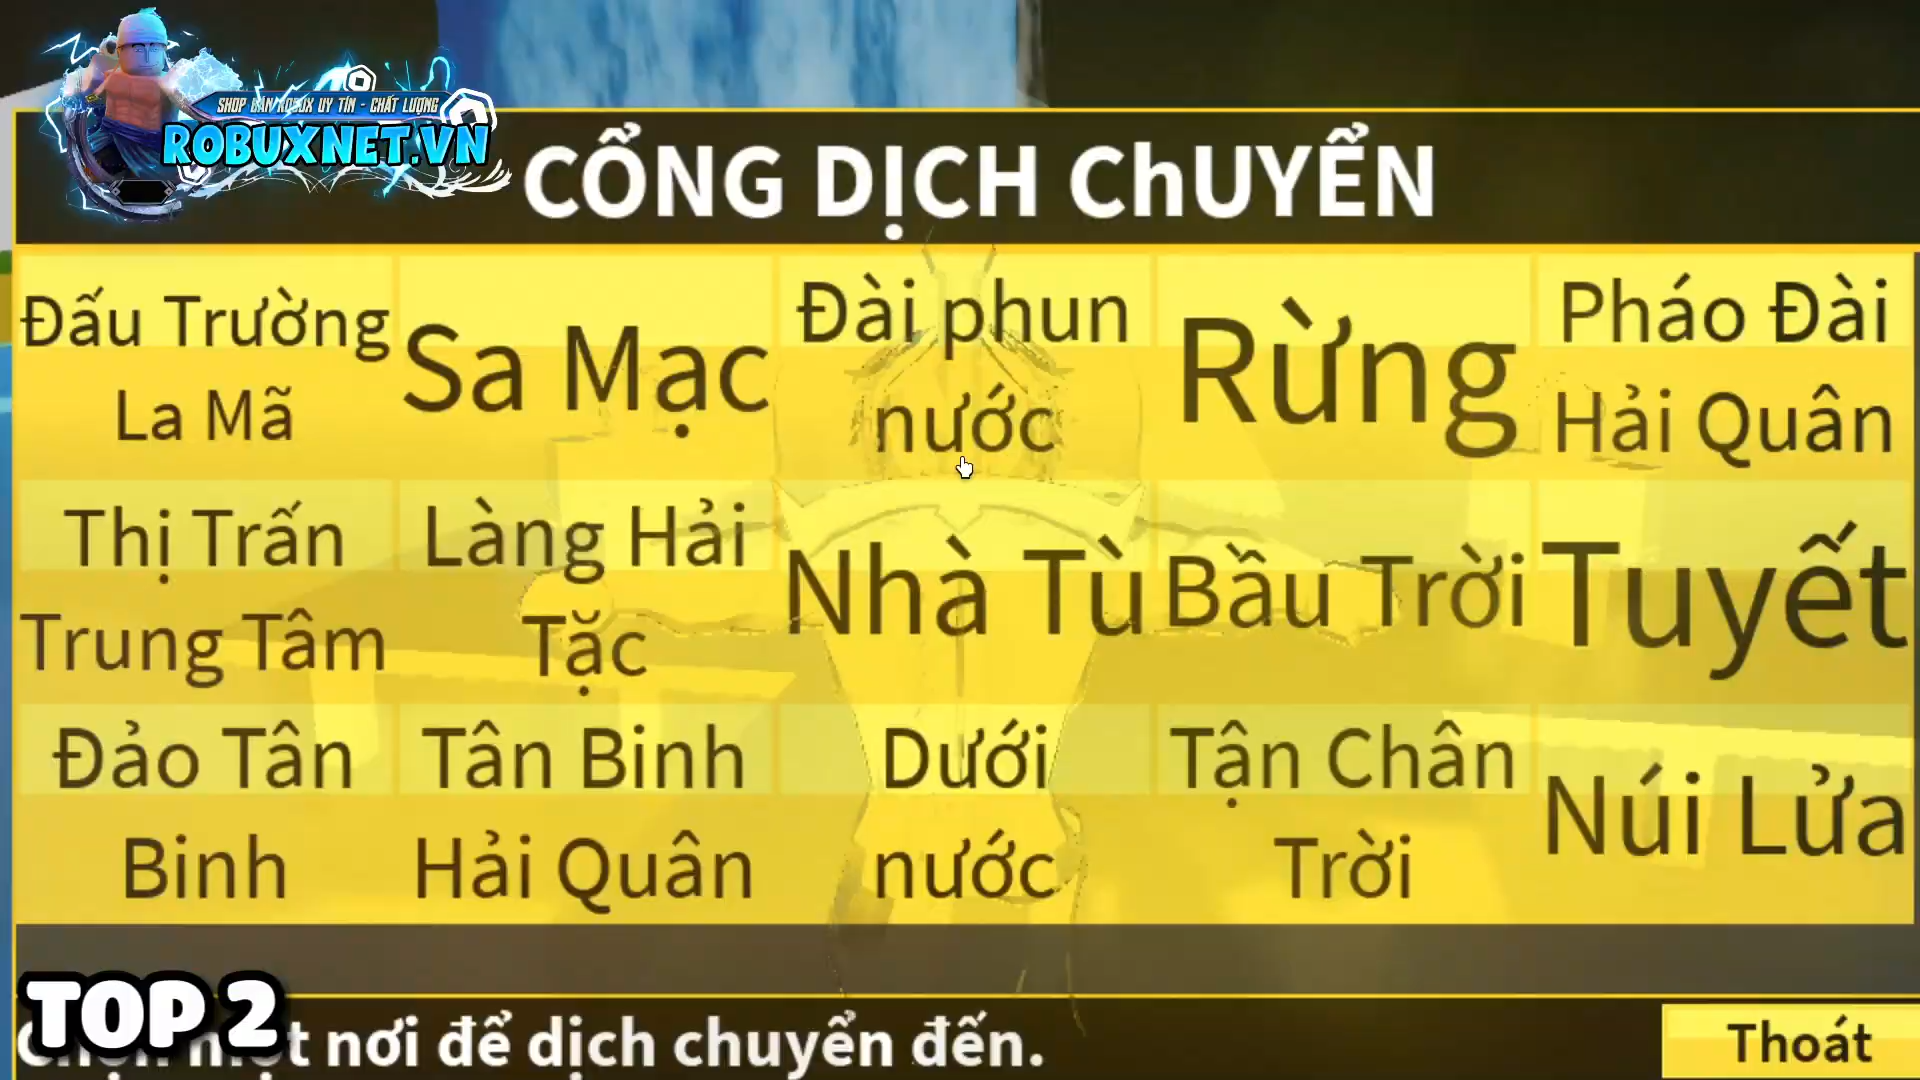 SHOP BÁN ROBUX UY TÍN - CHẤT LƯỢNG
ROBUXNET.VN
CỔNG DỊCH ChUYỂN
Đấu Trường
La Mã
Sa Mạc
Đài phun
nước
Rừng
Pháo Đài
Hải Quân
Thị Trấn
Trung Tâm
Làng Hải
Tặc
Nhà Tù
Bầu Trời
Tuyết
Đảo Tân
Binh
Tân Binh
Hải Quân
Dưới
nước
Tận Chân
Trời
Núi Lửa
TOP 2
nơi để dịch chuyển đến.
Thoát